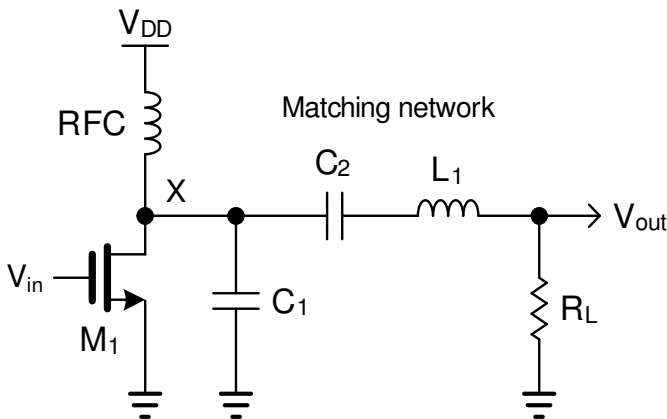 VDD
RFC
Matching network
C2
L1
X
Vout
Vin
M1
C1
RL